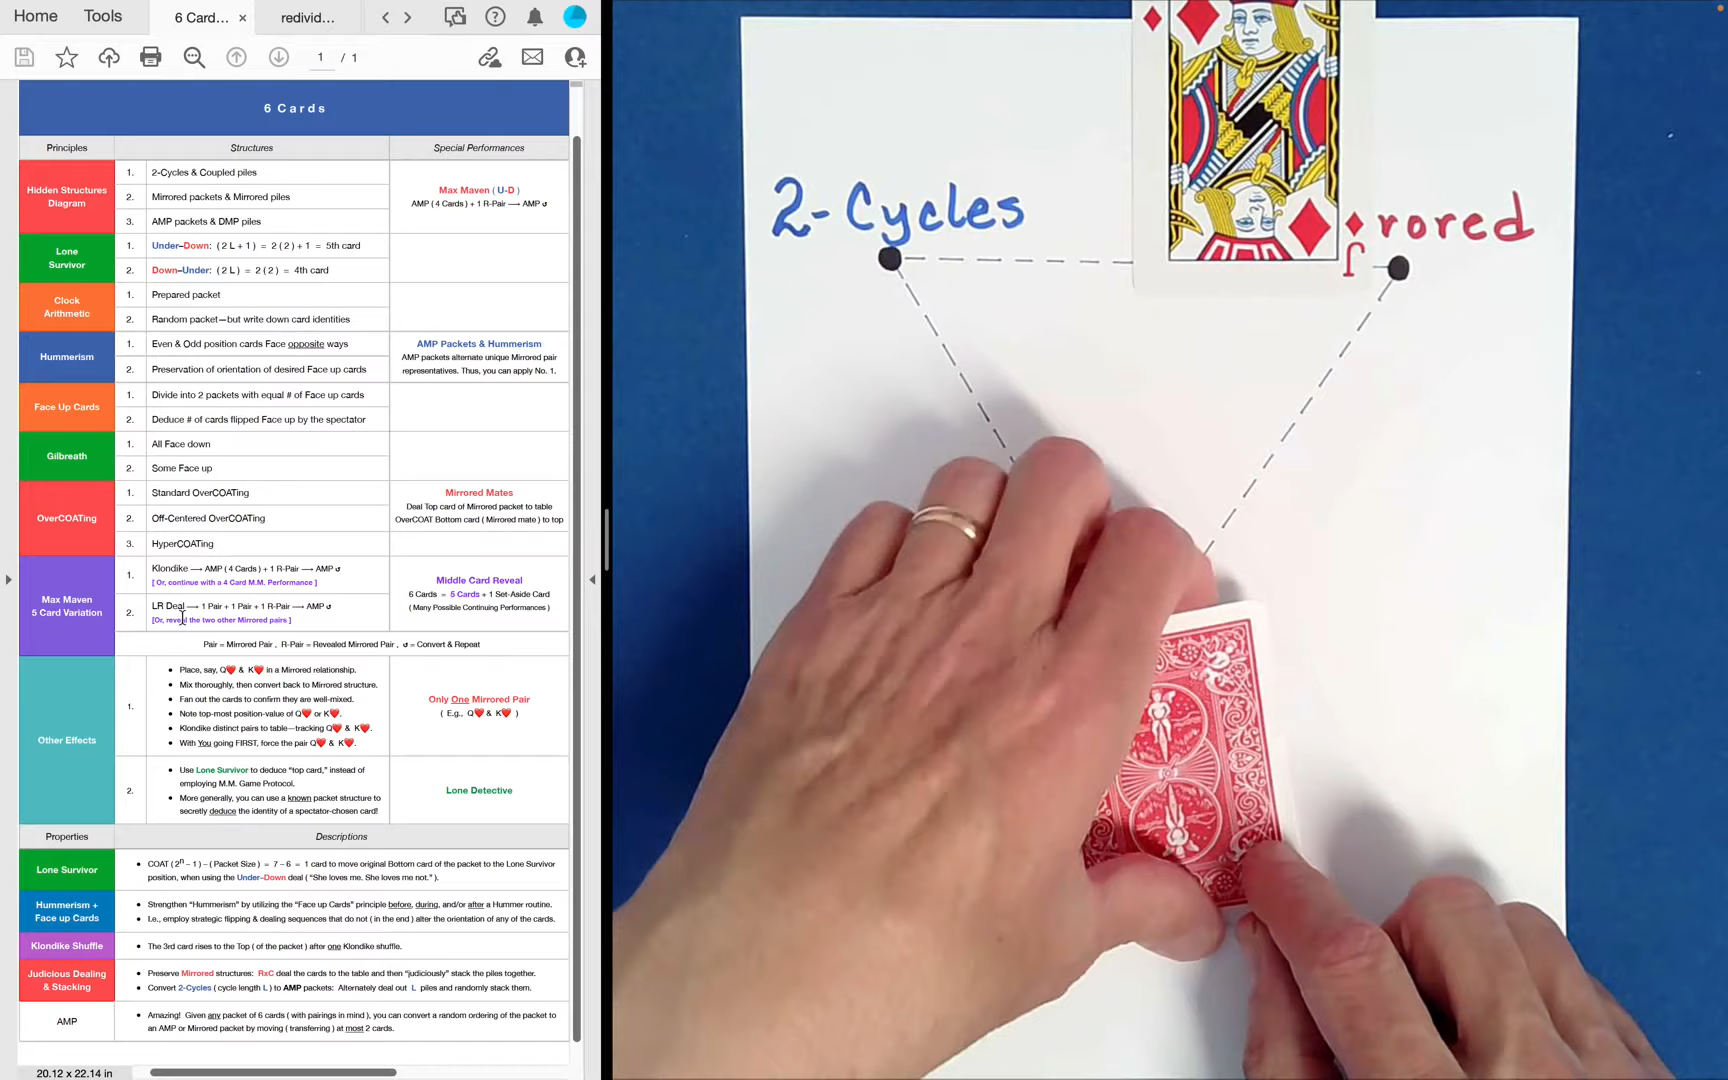 Home
Tools
6 Card...
×
redivid...
1 / 1
6 Cards
Principles
Structures
Special Performances
Hidden Structures
Diagram
1. 2-Cycles & Coupled piles
2. Mirrored packets & Mirrored piles
3. AMP packets & DMP piles
Max Maven ( U-D )
AMP ( 4 Cards ) + 1 R-Pair → AMP ↺
Lone
Survivor
1. Under–Down: ( 2 L + 1 ) = 2 ( 2 ) + 1 = 5th card
2. Down–Under: ( 2 L ) = 2 ( 2 ) = 4th card
Clock
Arithmetic
1. Prepared packet
2. Random packet—but write down card identities
Hummerism
1. Even & Odd position cards Face opposite ways
2. Preservation of orientation of desired Face up cards
AMP Packets & Hummerism
AMP packets alternate unique Mirrored pair
representatives. Thus, you can apply No. 1.
Face Up Cards
1. Divide into 2 packets with equal # of Face up cards
2. Deduce # of cards flipped Face up by the spectator
Gilbreath
1. All Face down
2. Some Face up
OverCOATing
1. Standard OverCOATing
2. Off-Centered OverCOATing
3. HyperCOATing
Mirrored Mates
Deal Top card of Mirrored packet to table
OverCOAT Bottom card ( Mirrored mate ) to top
Max Maven
5 Card Variation
1. Klondike → AMP ( 4 Cards ) + 1 R-Pair → AMP ↺
[ Or, continue with a 4 Card M.M. Performance ]
2. LR Deal → 1 Pair + 1 Pair + 1 R-Pair → AMP ↺
[Or, reveal the two other Mirrored pairs ]
Middle Card Reveal
6 Cards = 5 Cards + 1 Set-Aside Card
( Many Possible Continuing Performances )
Pair = Mirrored Pair , R-Pair = Revealed Mirrored Pair , ↺ = Convert & Repeat
Other Effects
1.
• Place, say, Q❤️ & K❤️ in a Mirrored relationship.
• Mix thoroughly, then convert back to Mirrored structure.
• Fan out the cards to confirm they are well-mixed.
• Note top-most position-value of Q❤️ or K❤️.
• Klondike distinct pairs to table—tracking Q❤️ & K❤️.
• With You going FIRST, force the pair Q❤️ & K❤️.
Only One Mirrored Pair
( E.g., Q❤️ & K❤️ )
2.
• Use Lone Survivor to deduce “top card,” instead of
employing M.M. Game Protocol.
• More generally, you can use a known packet structure to
secretly deduce the identity of a spectator-chosen card!
Lone Detective
Properties
Descriptions
Lone Survivor
• COAT ( 2ⁿ – 1 ) – ( Packet Size ) = 7 – 6 = 1 card to move original Bottom card of the packet to the Lone Survivor
position, when using the Under–Down deal ( “She loves me. She loves me not.” ).
Hummerism +
Face up Cards
• Strengthen “Hummerism” by utilizing the “Face up Cards” principle before, during, and/or after a Hummer routine.
• I.e., employ strategic flipping & dealing sequences that do not ( in the end ) alter the orientation of any of the cards.
Klondike Shuffle
• The 3rd card rises to the Top ( of the packet ) after one Klondike shuffle.
Judicious Dealing
& Stacking
• Preserve Mirrored structures: RxC deal the cards to the table and then “judiciously” stack the piles together.
• Convert 2-Cycles ( cycle length L ) to AMP packets: Alternately deal out L piles and randomly stack them.
AMP
• Amazing! Given any packet of 6 cards ( with pairings in mind ), you can convert a random ordering of the packet to
an AMP or Mirrored packet by moving ( transferring ) at most 2 cards.
20.12 x 22.14 in
2-Cycles
rored